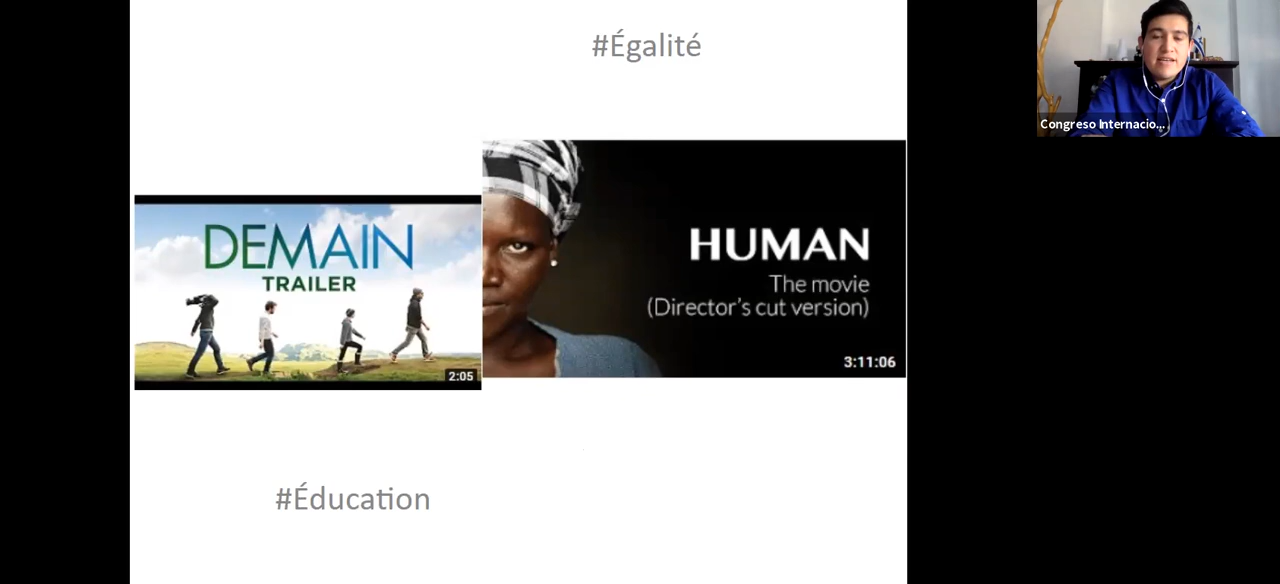 #Égalité
DEMAIN
TRAILER
2:05
HUMAN
The movie
(Director's cut version)
3:11:06
#Éducation
Congreso Internacio...